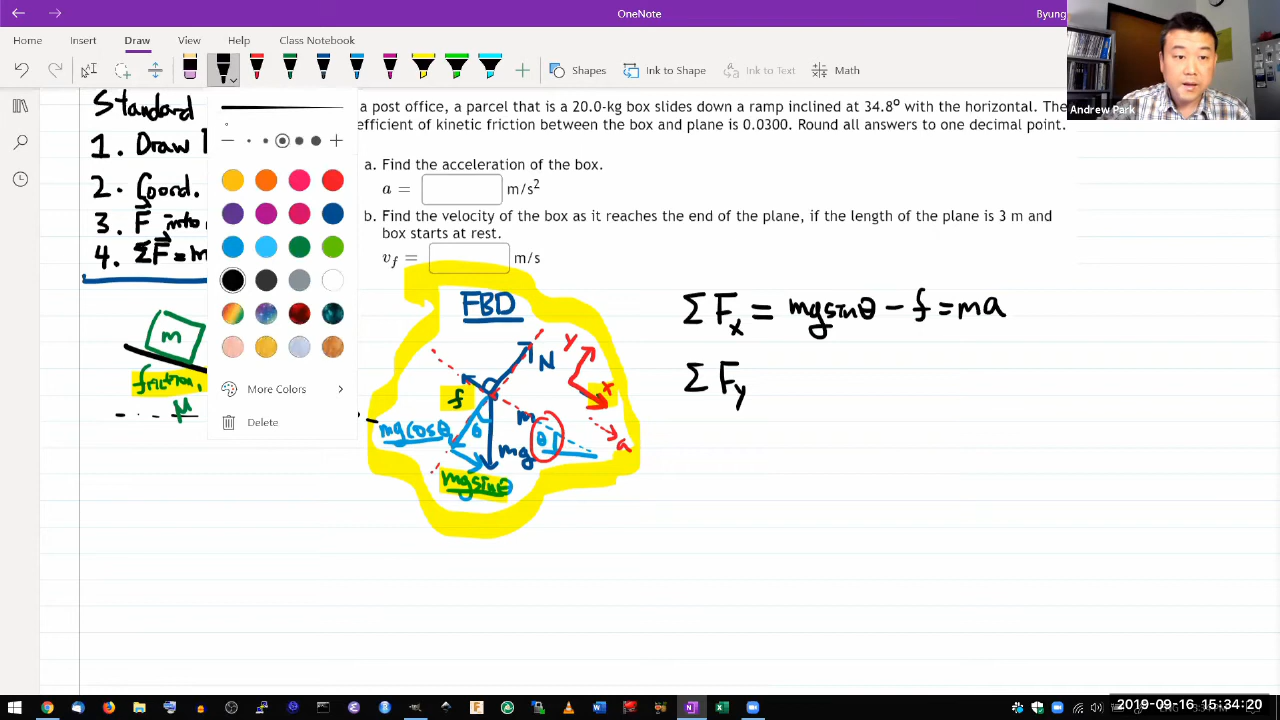 OneNote
Byung
Home Insert Draw View Help Class Notebook
Shapes Ink to Shape Ink to Text Math
Andrew Park
Standard
1. Draw
2. Coord.
3. F⃗ into
4. ΣF⃗ = m
a post office, a parcel that is a 20.0-kg box slides down a ramp inclined at 34.8° with the horizontal. The
efficient of kinetic friction between the box and plane is 0.0300. Round all answers to one decimal point.
a. Find the acceleration of the box.
a = m/s²
b. Find the velocity of the box as it reaches the end of the plane, if the length of the plane is 3 m and
box starts at rest.
v_f = m/s
More Colors
Delete
m
friction,
μ
FBD
N
y
x
f
m
a
mg cosθ
θ
θ
mg
mg sinθ
ΣF_x = mg sinθ − f = ma
ΣF_y
2019-09-16 15:34:20